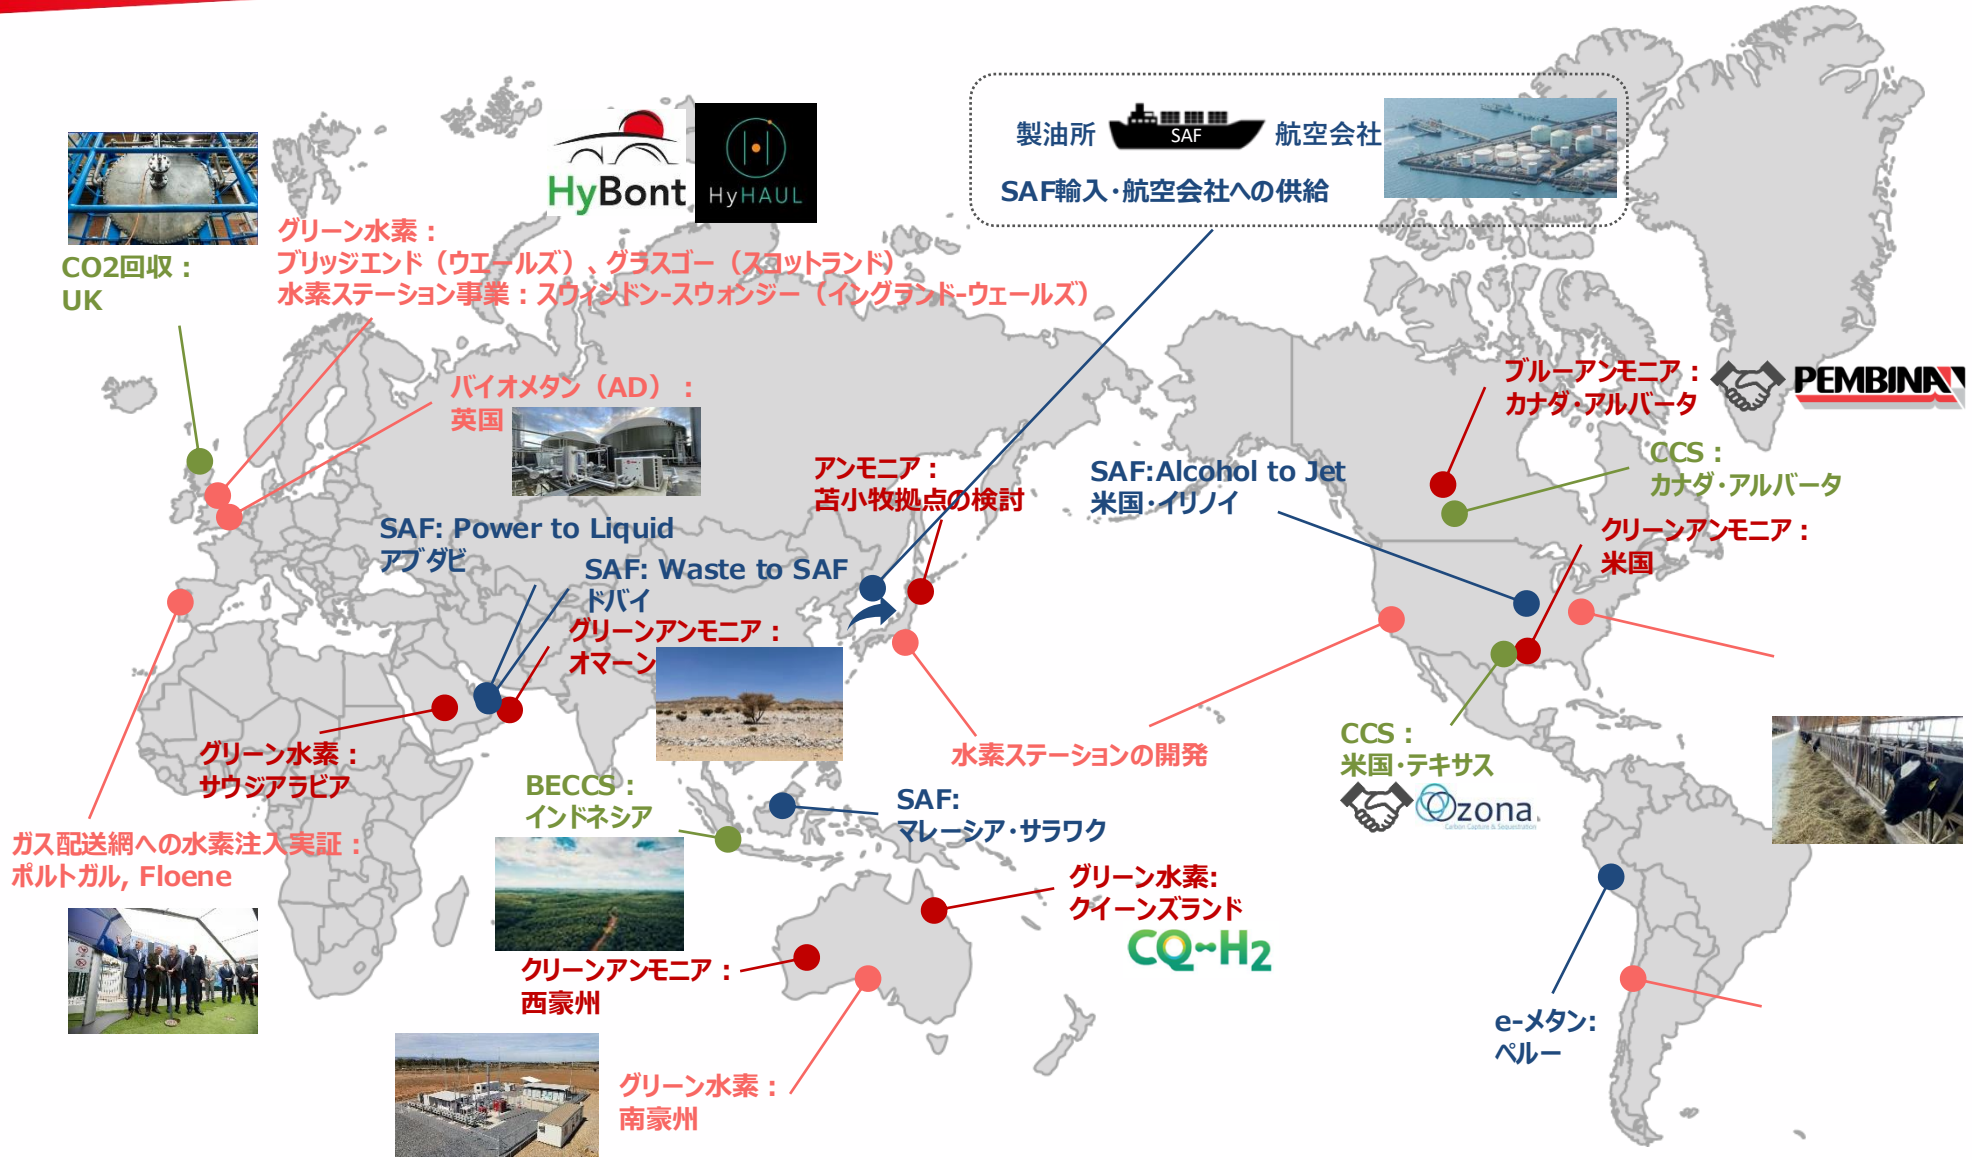 製油所
SAF
航空会社
SAF輸入・航空会社への供給
HyBont
HyHAUL
CO2回収：
UK
グリーン水素：
ブリッジエンド（ウエールズ）、グラスゴー（スコットランド）
水素ステーション事業：スウィンドン-スウォンジー（イングランド-ウェールズ）
バイオメタン（AD）：
英国
アンモニア：
苫小牧拠点の検討
SAF:Alcohol to Jet
米国・イリノイ
ブルーアンモニア：
カナダ・アルバータ
PEMBINA
CCS：
カナダ・アルバータ
クリーンアンモニア：
米国
SAF: Power to Liquid
アブダビ
SAF: Waste to SAF
ドバイ
グリーンアンモニア：
オマーン
グリーン水素：
サウジアラビア
水素ステーションの開発
CCS：
米国・テキサス
Ozona
Carbon Capture & Sequestration
BECCS：
インドネシア
SAF:
マレーシア・サラワク
ガス配送網への水素注入実証：
ポルトガル, Floene
グリーン水素:
クイーンズランド
CQ-H2
クリーンアンモニア：
西豪州
グリーン水素：
南豪州
e-メタン:
ペルー